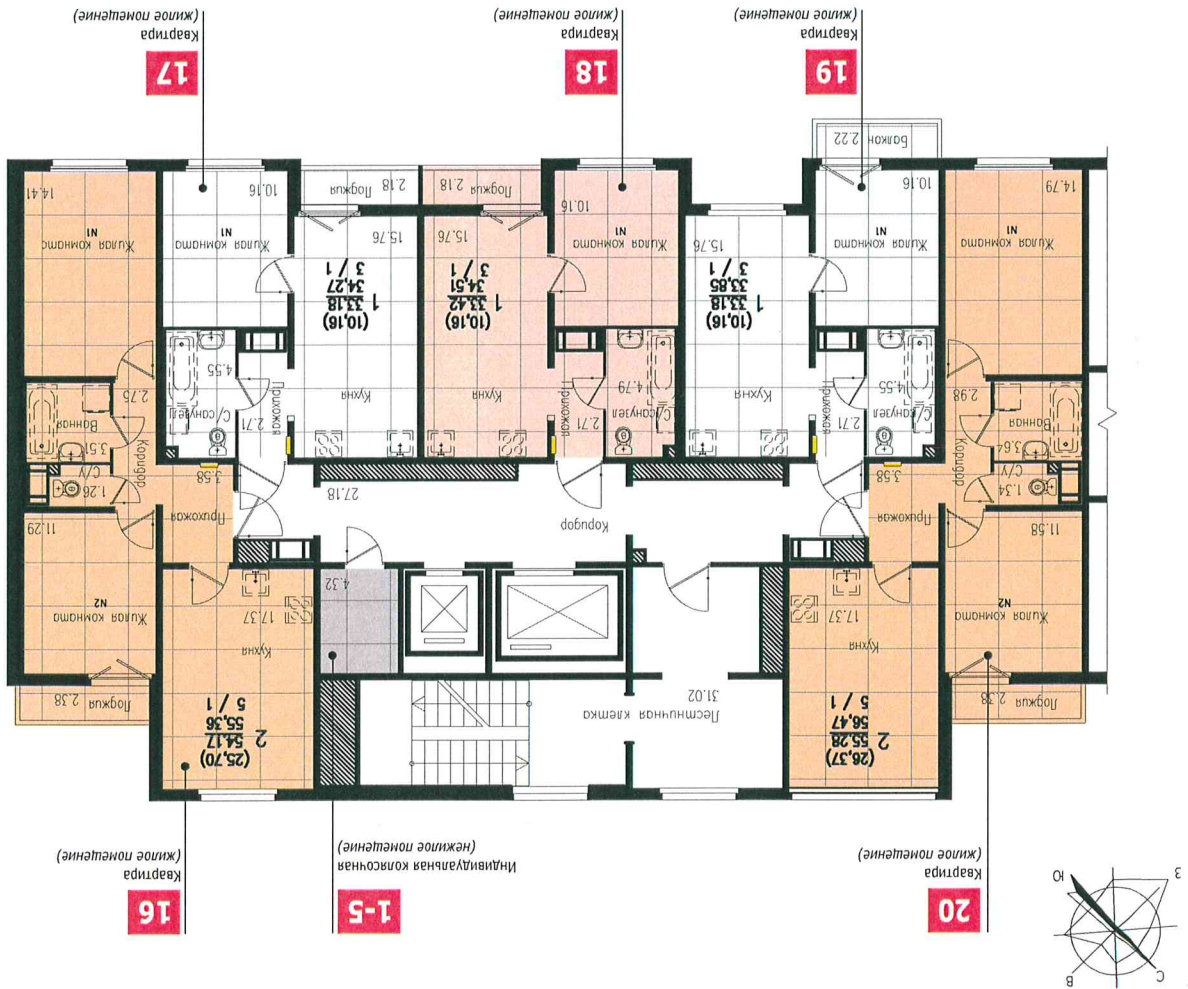 С
В
З
Ю
20
Квартира
(жилое помещение)
1-5
Индивидуальная колясочная
(нежилое помещение)
16
Квартира
(жилое помещение)
Лоджия 2.38
(26,37)
2 55,28
56,47
5 / 1
Кухня
17.37
Жилая комната
N2
11.58
Лестничная клетка
31.02
4.32
(25,70)
2 54,17
55,36
5 / 1
Кухня
17.37
Лоджия 2.38
Жилая комната
N2
11.29
С/у
1.34
Ванная
3.64
Коридор
2.98
Прихожая
3.58
Коридор
27.18
Прихожая
3.58
Коридор
2.75
С/у
1.26
Ванная
3.51
С/санузел
4.55
Прихожая
2.71
Кухня
15.76
(10,16)
1 33,18
33,85
3 / 1
С/санузел
4.79
Прихожая
2.71
Кухня
15.76
(10,16)
1 33,42
34,51
3 / 1
Кухня
15.76
(10,16)
1 33,18
34,27
3 / 1
Прихожая
2.71
С/санузел
4.55
Жилая комната
N1
14.79
Жилая комната
N1
10.16
Балкон
2.22
Жилая комната
N1
10.16
Лоджия
2.18
Лоджия
2.18
Жилая комната
N1
10.16
Жилая комната
N1
14.41
19
Квартира
(жилое помещение)
18
Квартира
(жилое помещение)
17
Квартира
(жилое помещение)